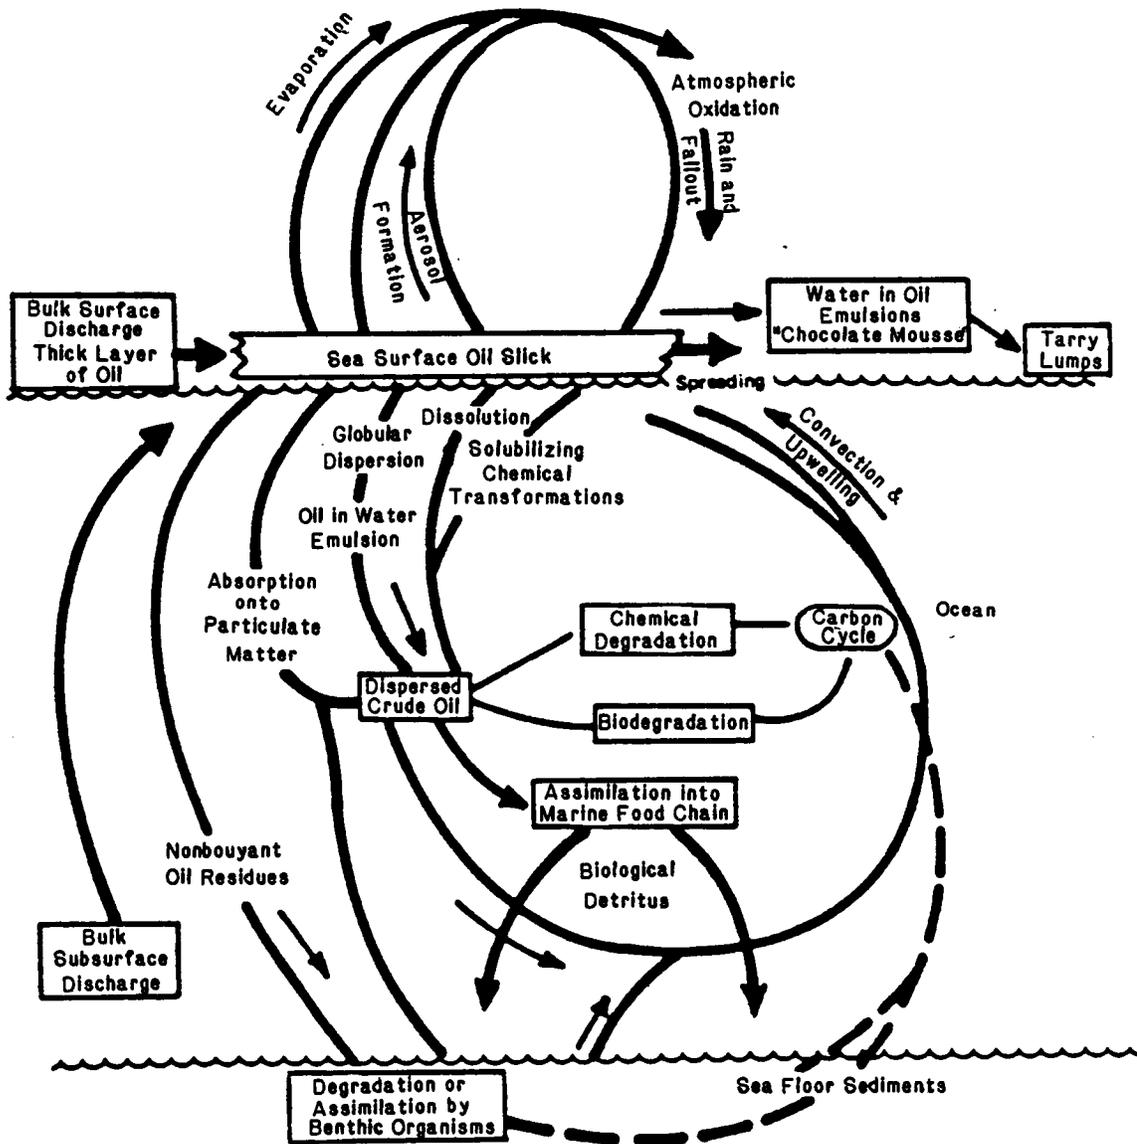 Evaporation
Atmospheric
Oxidation
Rain and
Fallout
Aerosol
Formation
Bulk Surface
Discharge
Thick Layer
of Oil
Sea Surface Oil Slick
Water in Oil
Emulsions
"Chocolate Mousse"
Tarry
Lumps
Spreading
Convection &
Upwelling
Globular
Dispersion
Dissolution
Solubilizing
Chemical
Transformations
Oil in Water
Emulsion
Absorption
onto
Particulate
Matter
Chemical
Degradation
Carbon
Cycle
Ocean
Dispersed
Crude Oil
Biodegradation
Assimilation into
Marine Food Chain
Nonbouyant
Oil Residues
Biological
Detritus
Bulk
Subsurface
Discharge
Degradation or
Assimilation by
Benthic Organisms
Sea Floor Sediments